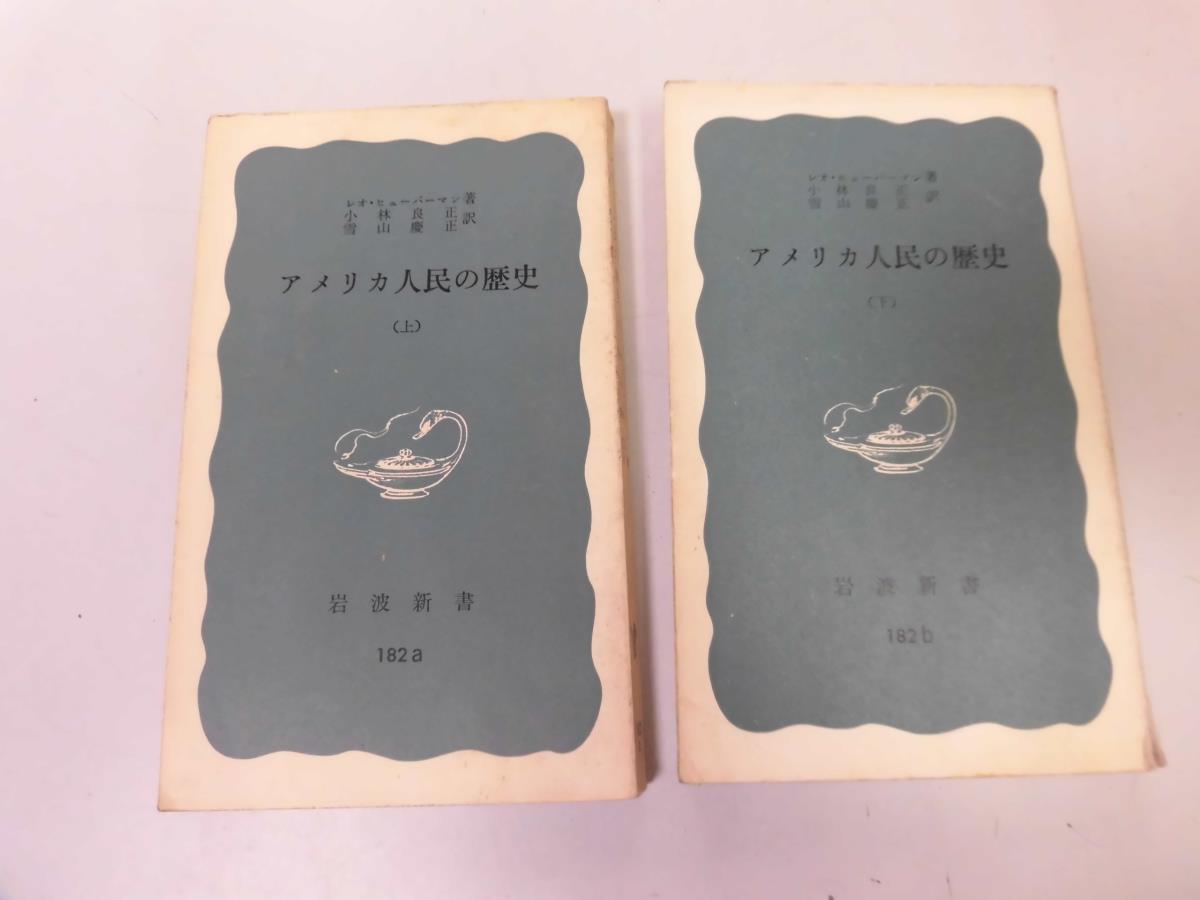 レオ・ヒューバーマン著
小林良正
雪山慶正訳
アメリカ人民の歴史
(上)
岩波新書
182a
レオ・ヒューバーマン著
小林良正
雪山慶正訳
アメリカ人民の歴史
(下)
岩波新書
182b